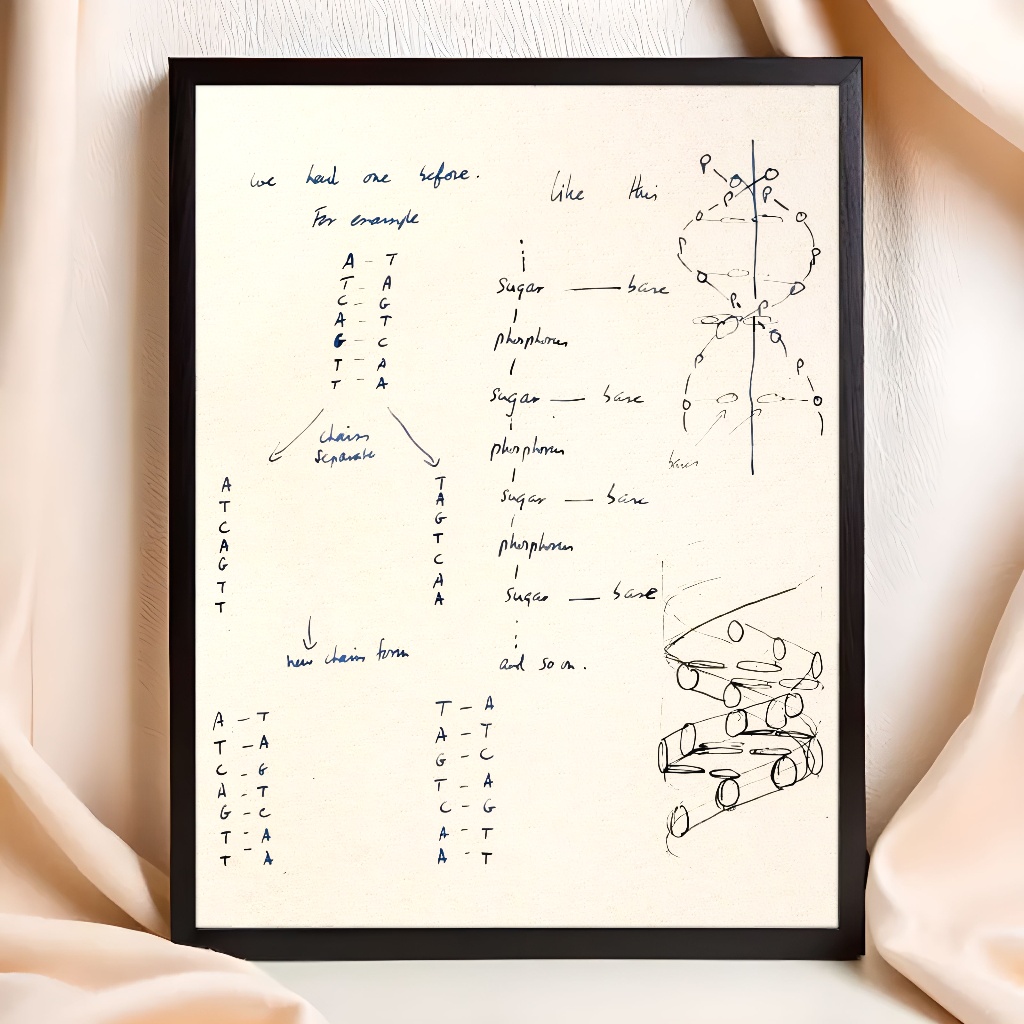 we had one before.
For example
A - T
T - A
C - G
A - T
G - C
T - A
T - A
chains
separate
A
T
C
A
G
T
T
T
A
G
T
C
A
A
new chains form
A - T
T - A
C - G
A - T
G - C
T - A
T - A
T - A
A - T
G - C
T - A
C - G
A - T
A - T
like this
sugar — base
phosphorus
sugar — base
phosphorus
sugar — base
phosphorus
sugar — base
and so on.
P
P P
P P
P P
P P
bases